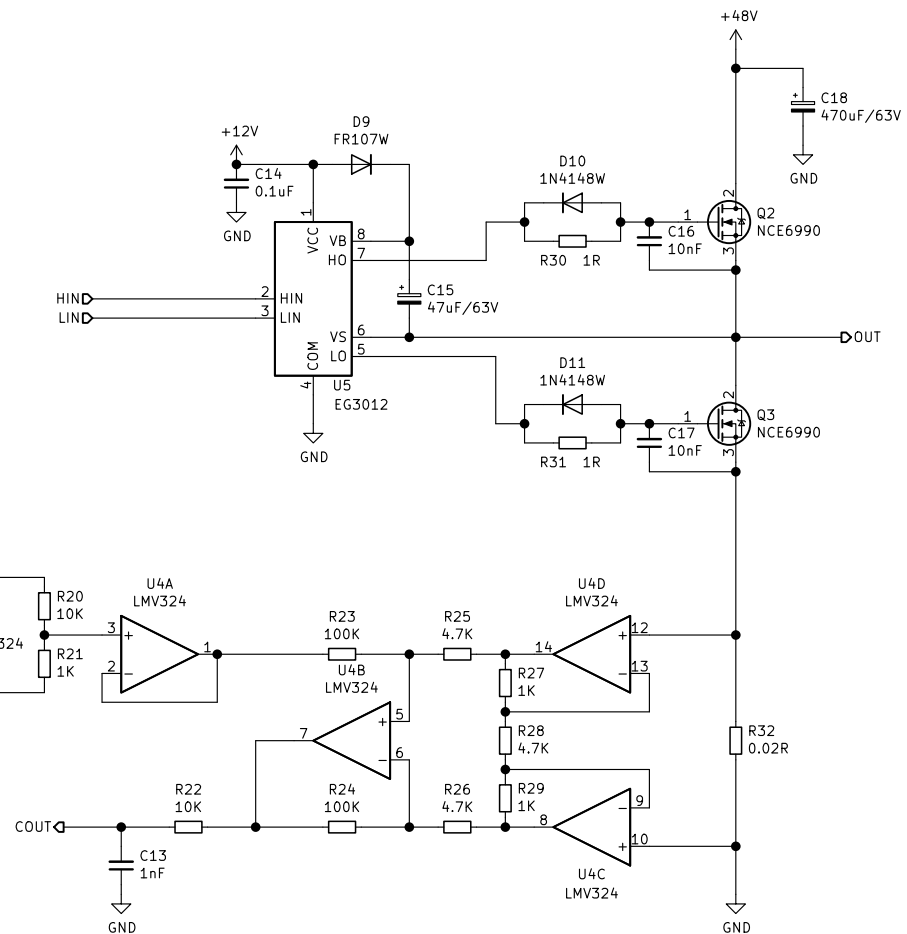 +48V
+
C18
470uF/63V
GND
D9
FR107W
+12V
C14
0.1uF
GND
1
VCC
VB 8
HO 7
HIN 2 HIN
LIN 3 LIN
VS 6
LO 5
COM
4
U5
EG3012
GND
+
C15
47uF/63V
D10
1N4148W
R30 1R
C16
10nF
1
2
3
Q2
NCE6990
OUT
D11
1N4148W
R31 1R
C17
10nF
1
2
3
Q3
NCE6990
R20
10K
324
R21
1K
U4A
LMV324
3 +
2 −
1
R23
100K
U4B
LMV324
7
+ 5
− 6
R25
4.7K
U4D
LMV324
14
+ 12
− 13
R27
1K
R28
4.7K
R29
1K
R32
0.02R
COUT
R22
10K
R24
100K
R26
4.7K
8
− 9
+ 10
U4C
LMV324
C13
1nF
GND
GND